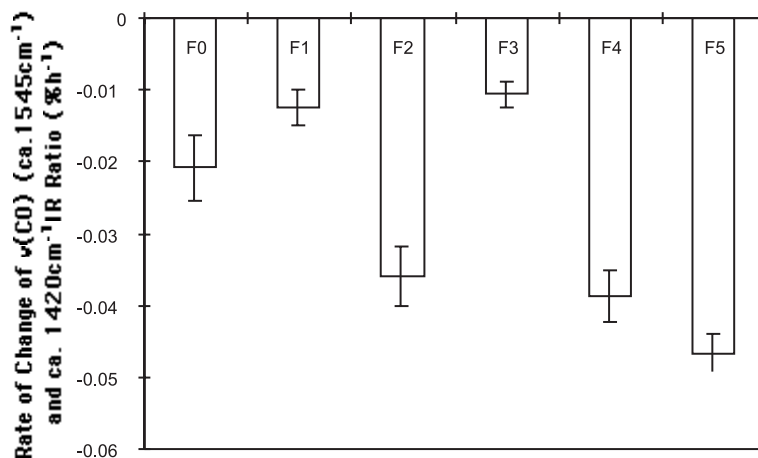 Rate of Change of ν(CO) (ca.1545cm⁻¹)
and ca. 1420cm⁻¹IR Ratio (%h⁻¹)
0
-0.01
-0.02
-0.03
-0.04
-0.05
-0.06
F0 F1 F2 F3 F4 F5